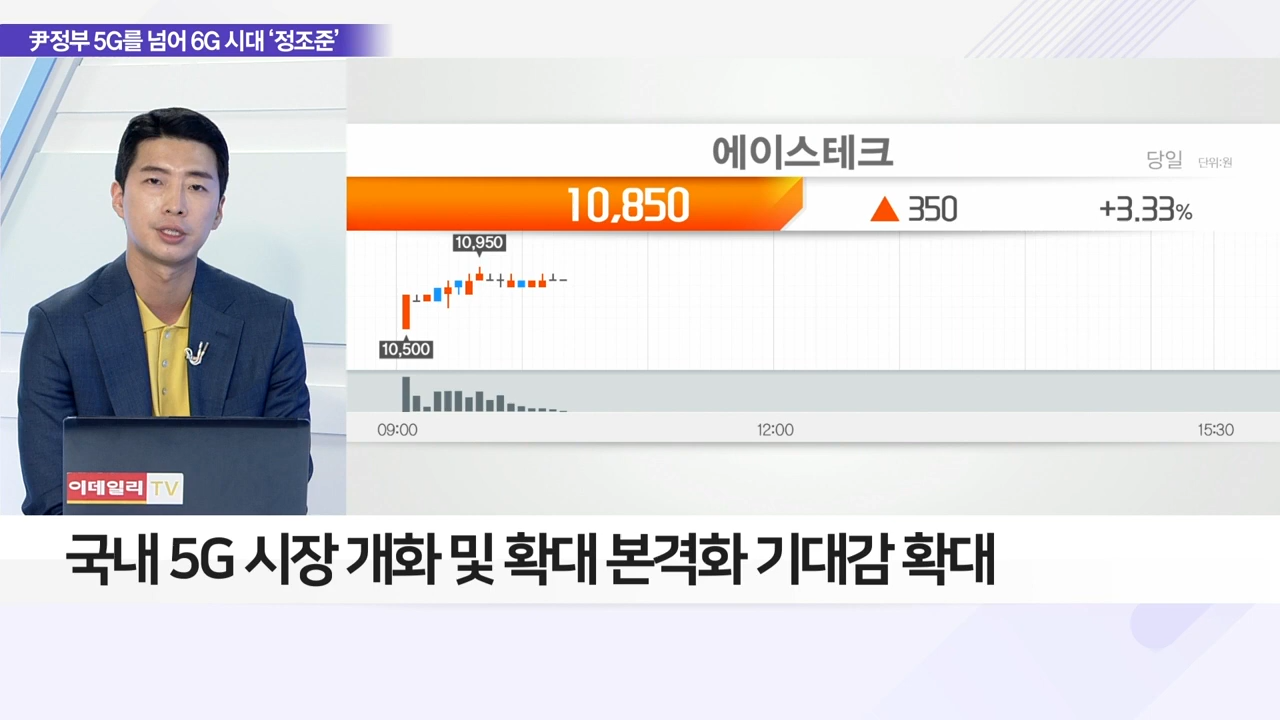 尹정부 5G를 넘어 6G 시대 ‘정조준’
에이스테크
당일 단위:원
10,850 ▲ 350 +3.33%
10,950
10,500
09:00 12:00 15:30
이데일리 TV
국내 5G 시장 개화 및 확대 본격화 기대감 확대